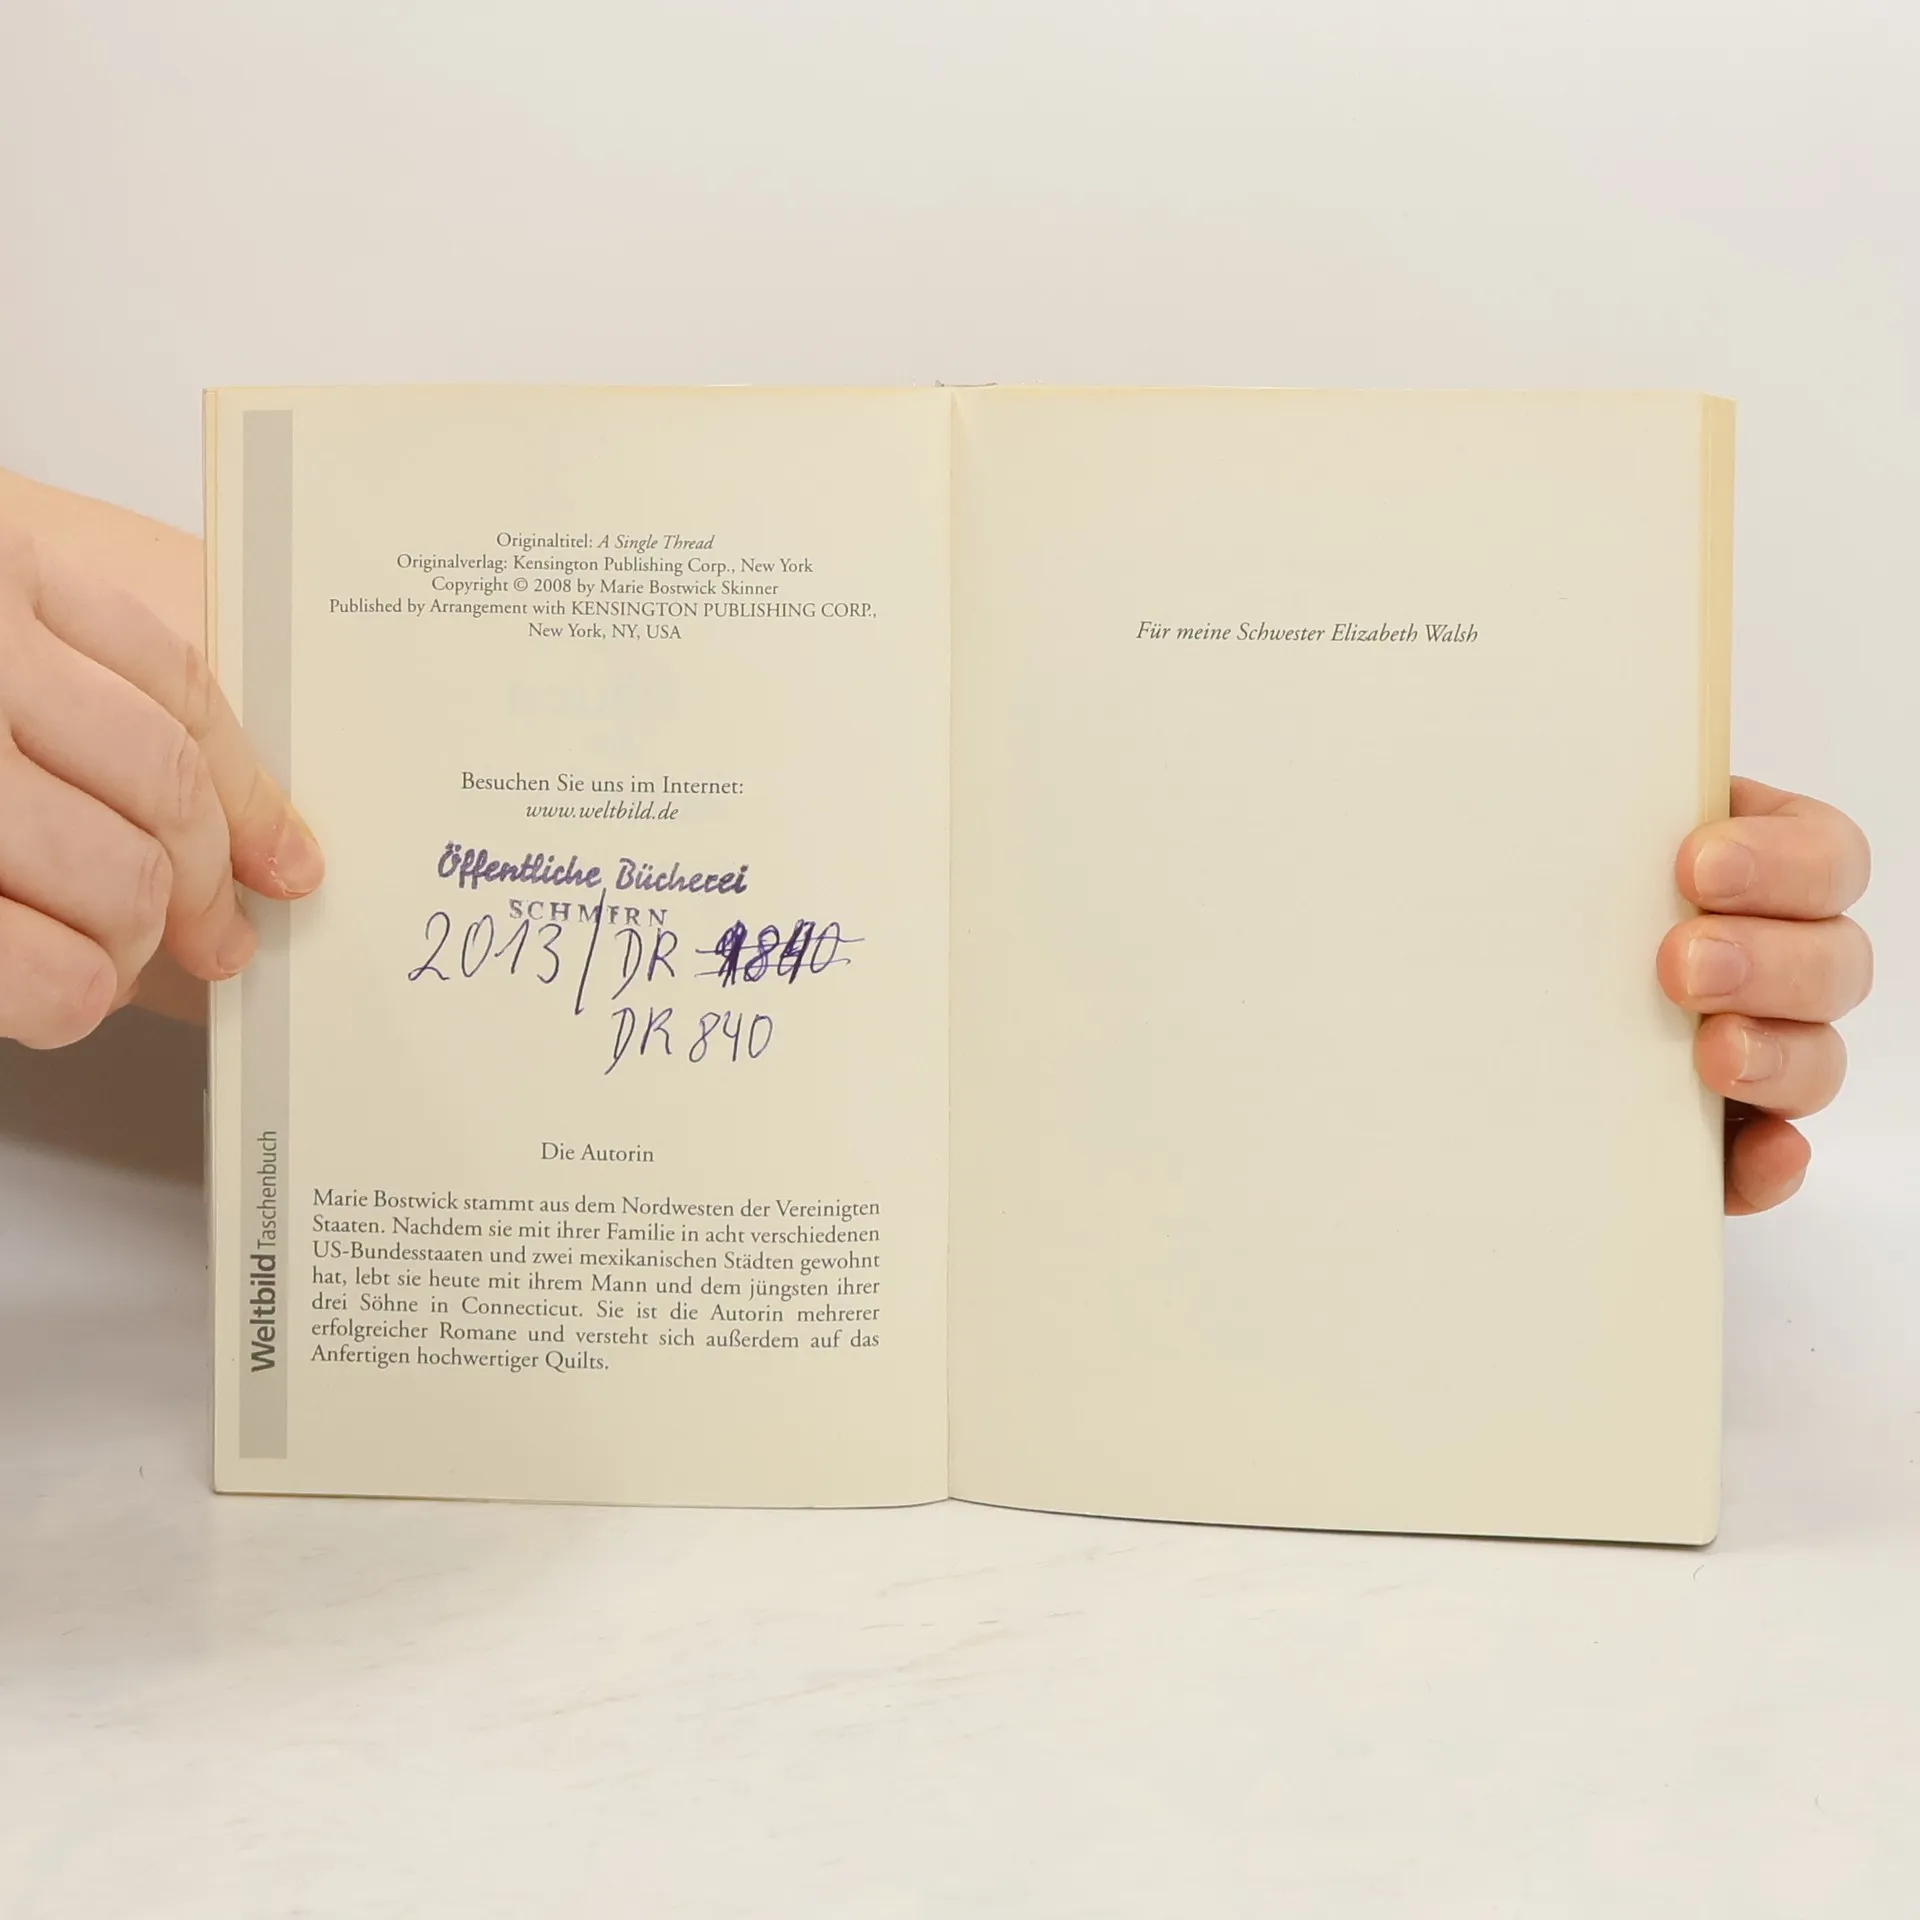 Originaltitel: A Single Thread
Originalverlag: Kensington Publishing Corp., New York
Copyright © 2008 by Marie Bostwick Skinner
Published by Arrangement with KENSINGTON PUBLISHING CORP.,
New York, NY, USA
Besuchen Sie uns im Internet:
www.weltbild.de
Öffentliche Bücherei
SCHMIRN
2013/DR
DR 840
Die Autorin
Marie Bostwick stammt aus dem Nordwesten der Vereinigten
Staaten. Nachdem sie mit ihrer Familie in acht verschiedenen
US-Bundesstaaten und zwei mexikanischen Städten gewohnt
hat, lebt sie heute mit ihrem Mann und dem jüngsten ihrer
drei Söhne in Connecticut. Sie ist die Autorin mehrerer
erfolgreicher Romane und versteht sich außerdem auf das
Anfertigen hochwertiger Quilts.
Weltbild Taschenbuch
Für meine Schwester Elizabeth Walsh